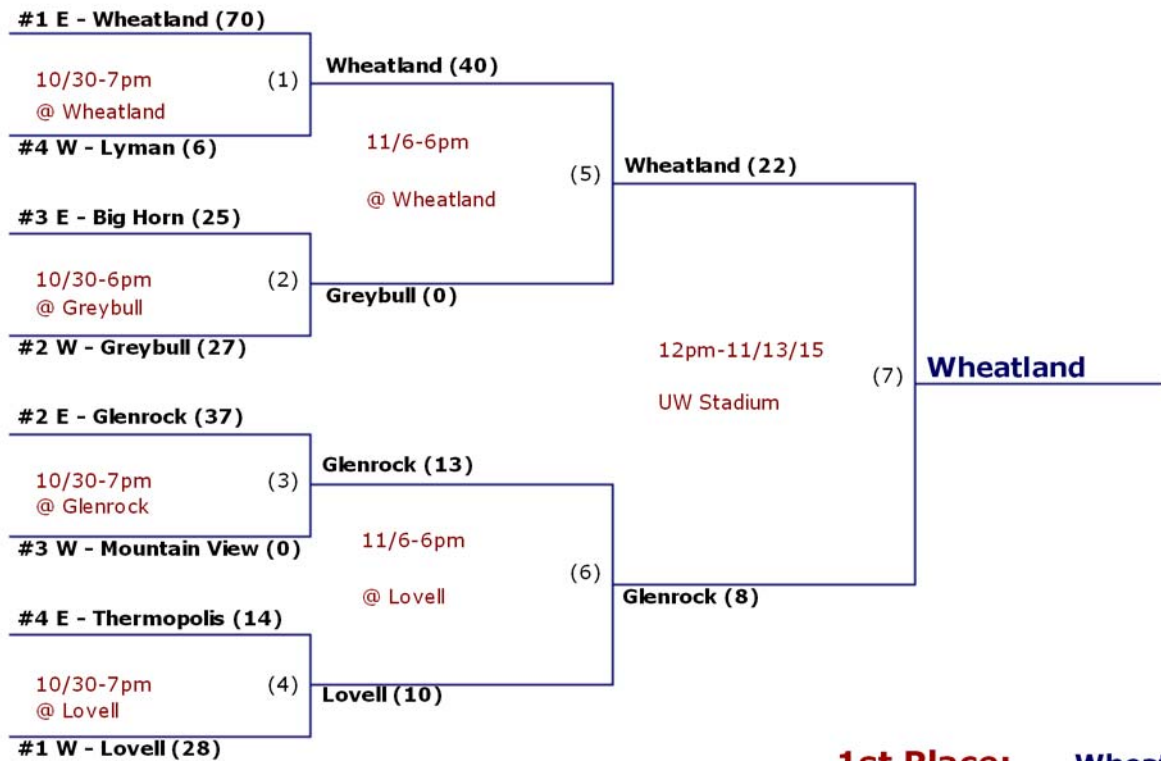 #1 E - Wheatland (70)
10/30-7pm
@ Wheatland
(1)
#4 W - Lyman (6)
#3 E - Big Horn (25)
10/30-6pm
@ Greybull
(2)
#2 W - Greybull (27)
#2 E - Glenrock (37)
10/30-7pm
@ Glenrock
(3)
#3 W - Mountain View (0)
#4 E - Thermopolis (14)
10/30-7pm
@ Lovell
(4)
#1 W - Lovell (28)
Wheatland (40)
11/6-6pm
@ Wheatland
(5)
Greybull (0)
Glenrock (13)
11/6-6pm
@ Lovell
(6)
Lovell (10)
Wheatland (22)
12pm-11/13/15
UW Stadium
(7)
Glenrock (8)
Wheatland
1st Place: